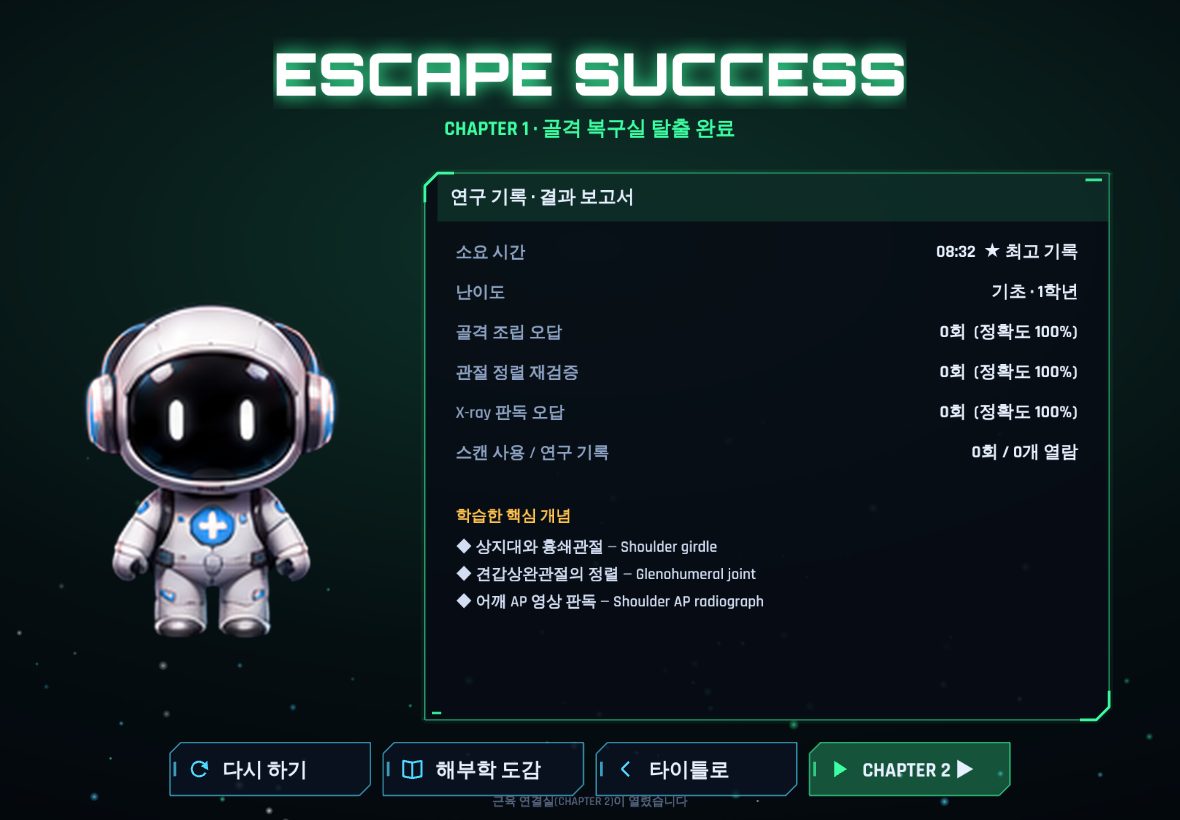 ESCAPE SUCCESS
CHAPTER 1 · 골격 복구실 탈출 완료
연구 기록 · 결과 보고서
소요 시간 08:32 ★ 최고 기록
난이도 기초 · 1학년
골격 조립 오답 0회 (정확도 100%)
관절 정렬 재검증 0회 (정확도 100%)
X-ray 판독 오답 0회 (정확도 100%)
스캔 사용 / 연구 기록 0회 / 0개 열람
학습한 핵심 개념
◆ 상지대와 흉쇄관절 — Shoulder girdle
◆ 견갑상완관절의 정렬 — Glenohumeral joint
◆ 어깨 AP 영상 판독 — Shoulder AP radiograph
다시 하기 해부학 도감 타이틀로 CHAPTER 2 ▶
근육 연결실(CHAPTER 2)이 열렸습니다